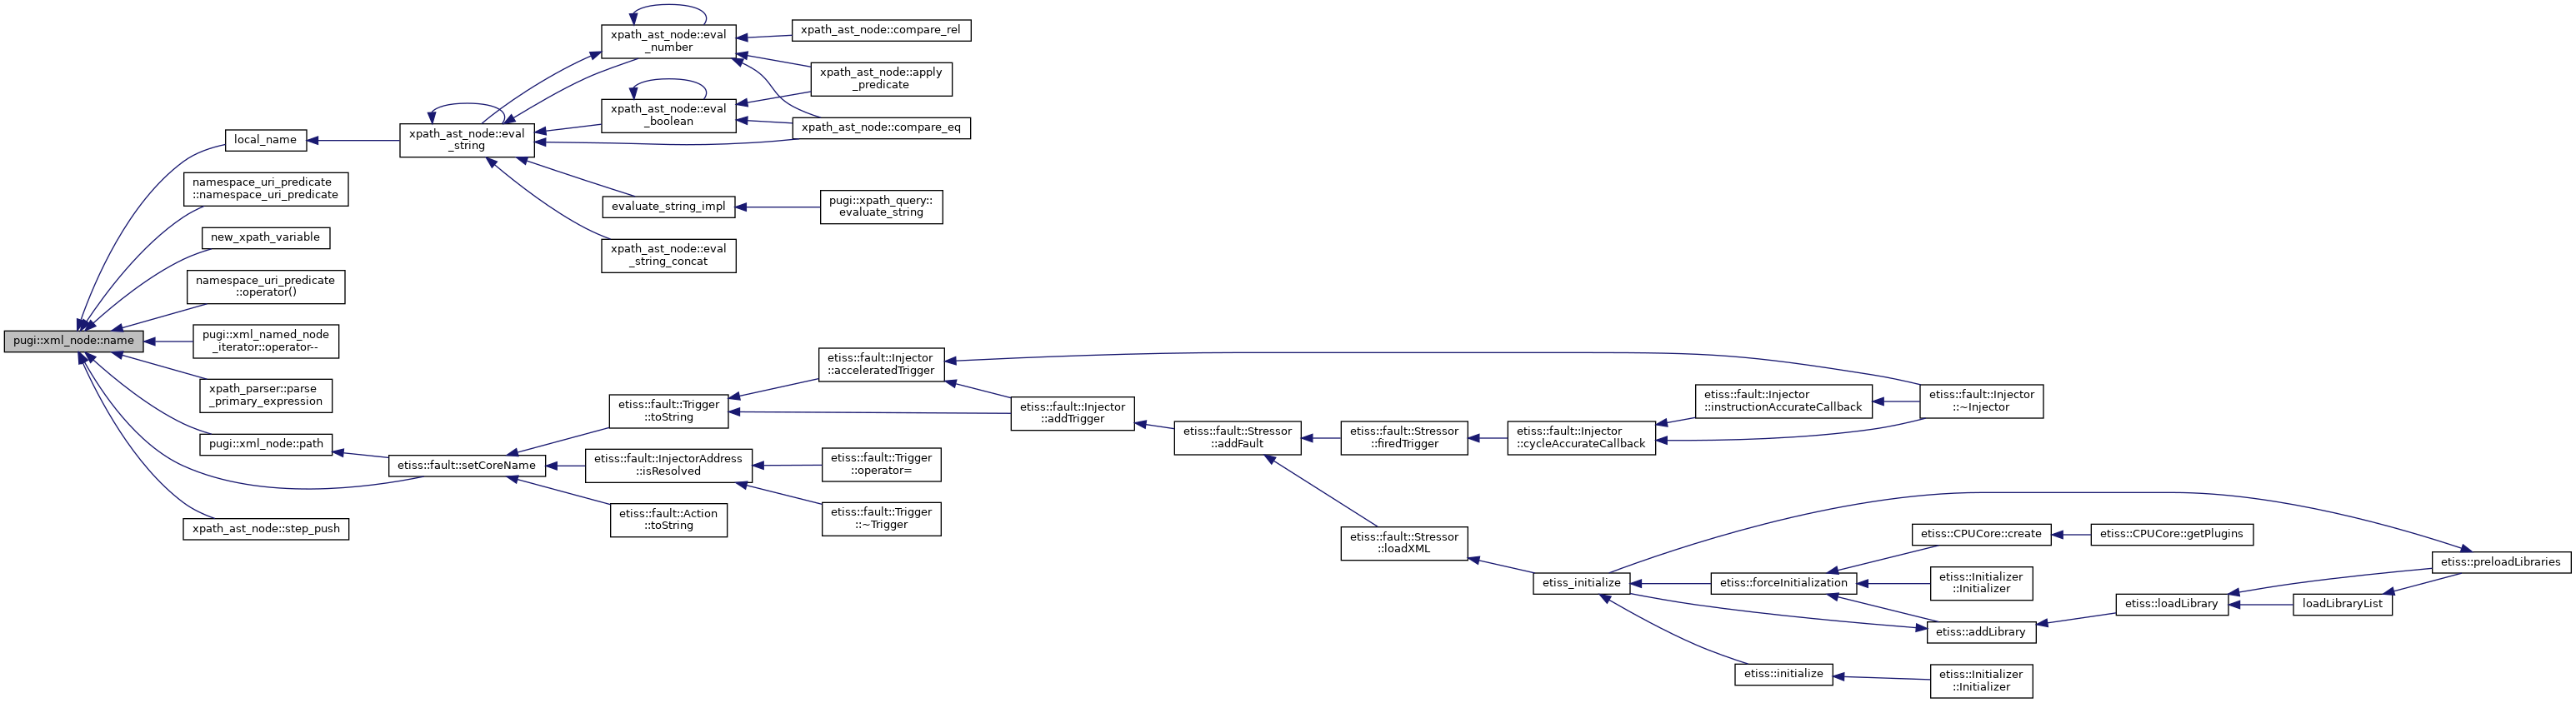 pugi::xml_node::name
local_name
namespace_uri_predicate
::namespace_uri_predicate
new_xpath_variable
namespace_uri_predicate
::operator()
pugi::xml_named_node
_iterator::operator--
xpath_parser::parse
_primary_expression
pugi::xml_node::path
xpath_ast_node::step_push
xpath_ast_node::eval
_string
etiss::fault::setCoreName
xpath_ast_node::eval
_number
xpath_ast_node::eval
_boolean
evaluate_string_impl
xpath_ast_node::eval
_string_concat
xpath_ast_node::compare_rel
xpath_ast_node::apply
_predicate
xpath_ast_node::compare_eq
pugi::xpath_query::
evaluate_string
etiss::fault::Trigger
::toString
etiss::fault::InjectorAddress
::isResolved
etiss::fault::Action
::toString
etiss::fault::Injector
::acceleratedTrigger
etiss::fault::Trigger
::operator=
etiss::fault::Trigger
::~Trigger
etiss::fault::Injector
::addTrigger
etiss::fault::Stressor
::addFault
etiss::fault::Stressor
::firedTrigger
etiss::fault::Stressor
::loadXML
etiss::fault::Injector
::cycleAccurateCallback
etiss::fault::Injector
::instructionAccurateCallback
etiss::fault::Injector
::~Injector
etiss_initialize
etiss::forceInitialization
etiss::initialize
etiss::CPUCore::create
etiss::CPUCore::getPlugins
etiss::Initializer
::Initializer
etiss::addLibrary
etiss::Initializer
::Initializer
etiss::loadLibrary
loadLibraryList
etiss::preloadLibraries